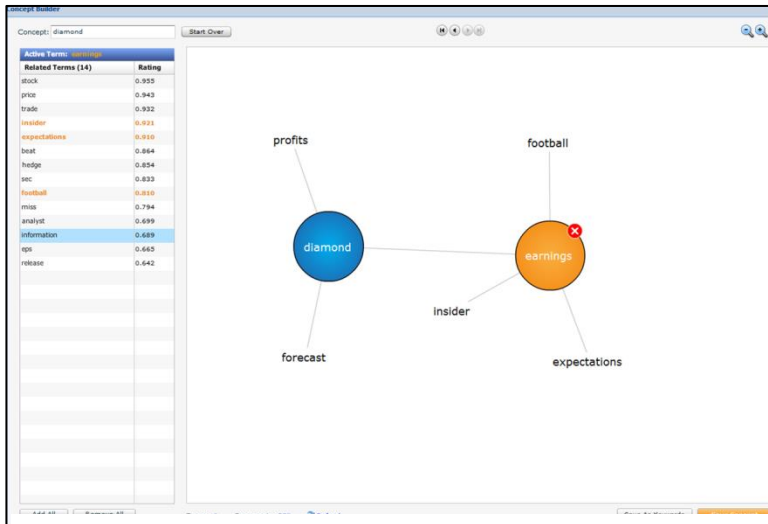 Concept Builder
Concept: diamond
Start Over
Active Term: earnings
Related Terms (14) Rating
stock 0.955
price 0.943
trade 0.932
insider 0.921
expectations 0.910
beat 0.864
hedge 0.854
sec 0.833
football 0.810
miss 0.794
analyst 0.699
information 0.689
eps 0.665
release 0.642
profits
football
diamond
earnings
insider
forecast
expectations
Add All Remove All